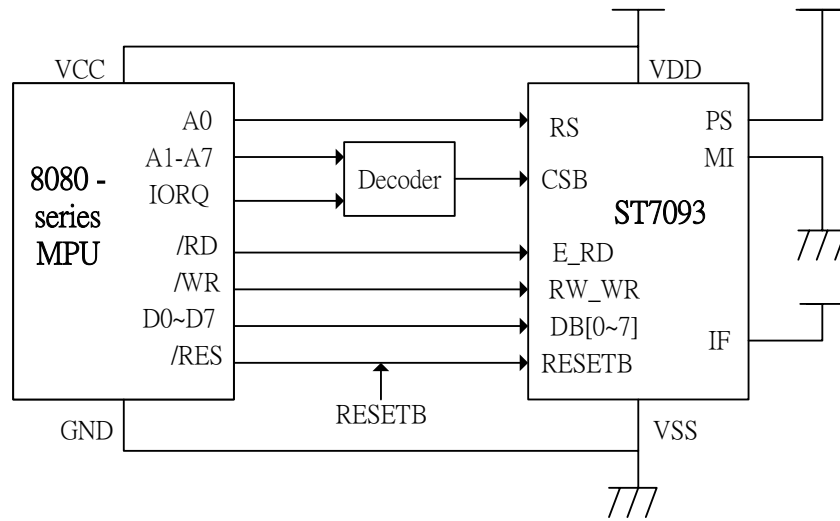 VCC
VDD
A0
RS
PS
A1-A7
MI
8080 -
series
MPU
IORQ
Decoder
CSB
ST7093
/RD
E_RD
/WR
RW_WR
D0~D7
DB[0~7]
IF
/RES
RESETB
RESETB
GND
VSS